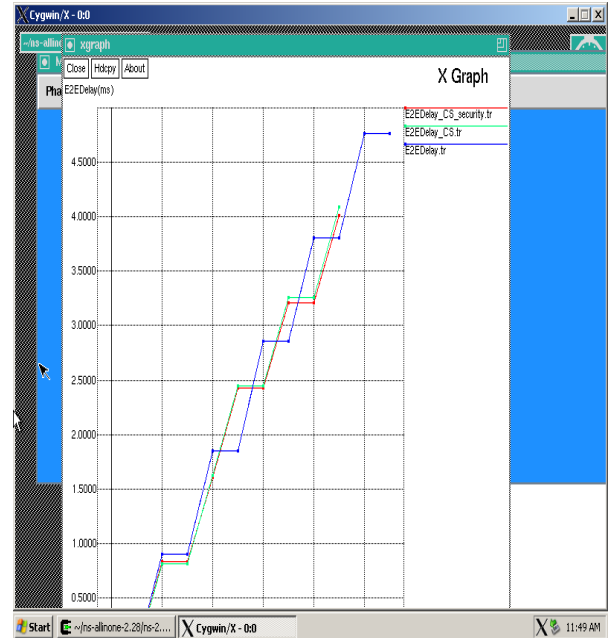 Cygwin/X - 0:0
~/ns-allino
xgraph
M
Close Hdcpy About
X Graph
Pha
E2EDelay(ms)
E2EDelay_CS_security.tr
E2EDelay_CS.tr
E2EDelay.tr
4.5000
4.0000
3.5000
3.0000
2.5000
2.0000
1.5000
1.0000
0.5000
Start
~/ns-allinone-2.28/ns-2....
Cygwin/X - 0:0
11:49 AM